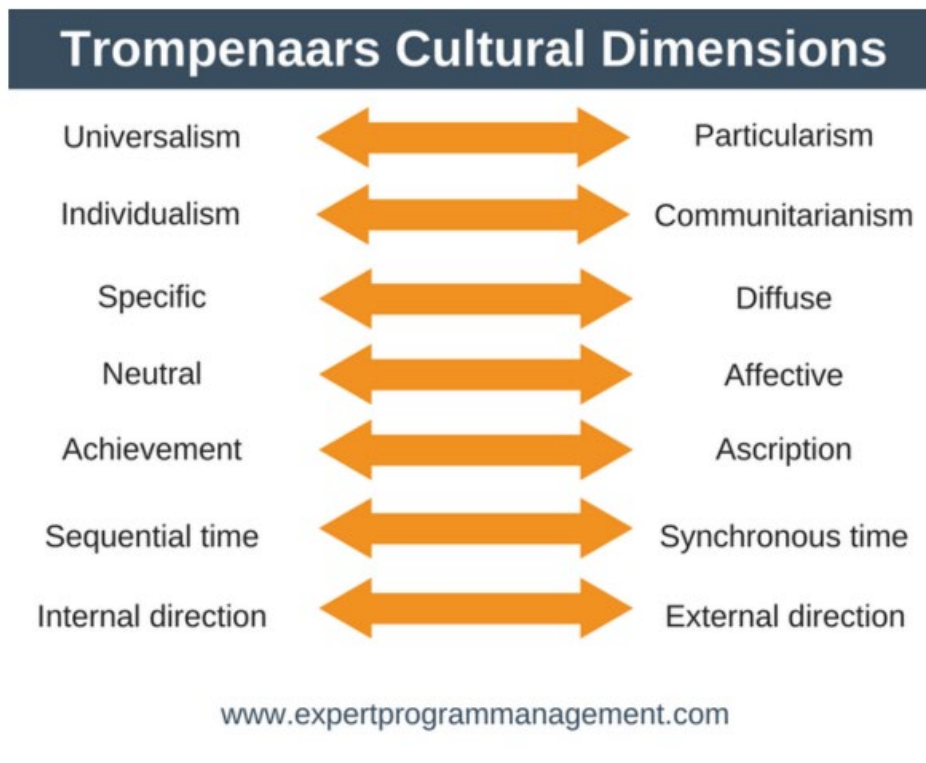 Trompenaars Cultural Dimensions
Universalism Particularism
Individualism Communitarianism
Specific Diffuse
Neutral Affective
Achievement Ascription
Sequential time Synchronous time
Internal direction External direction
www.expertprogrammanagement.com